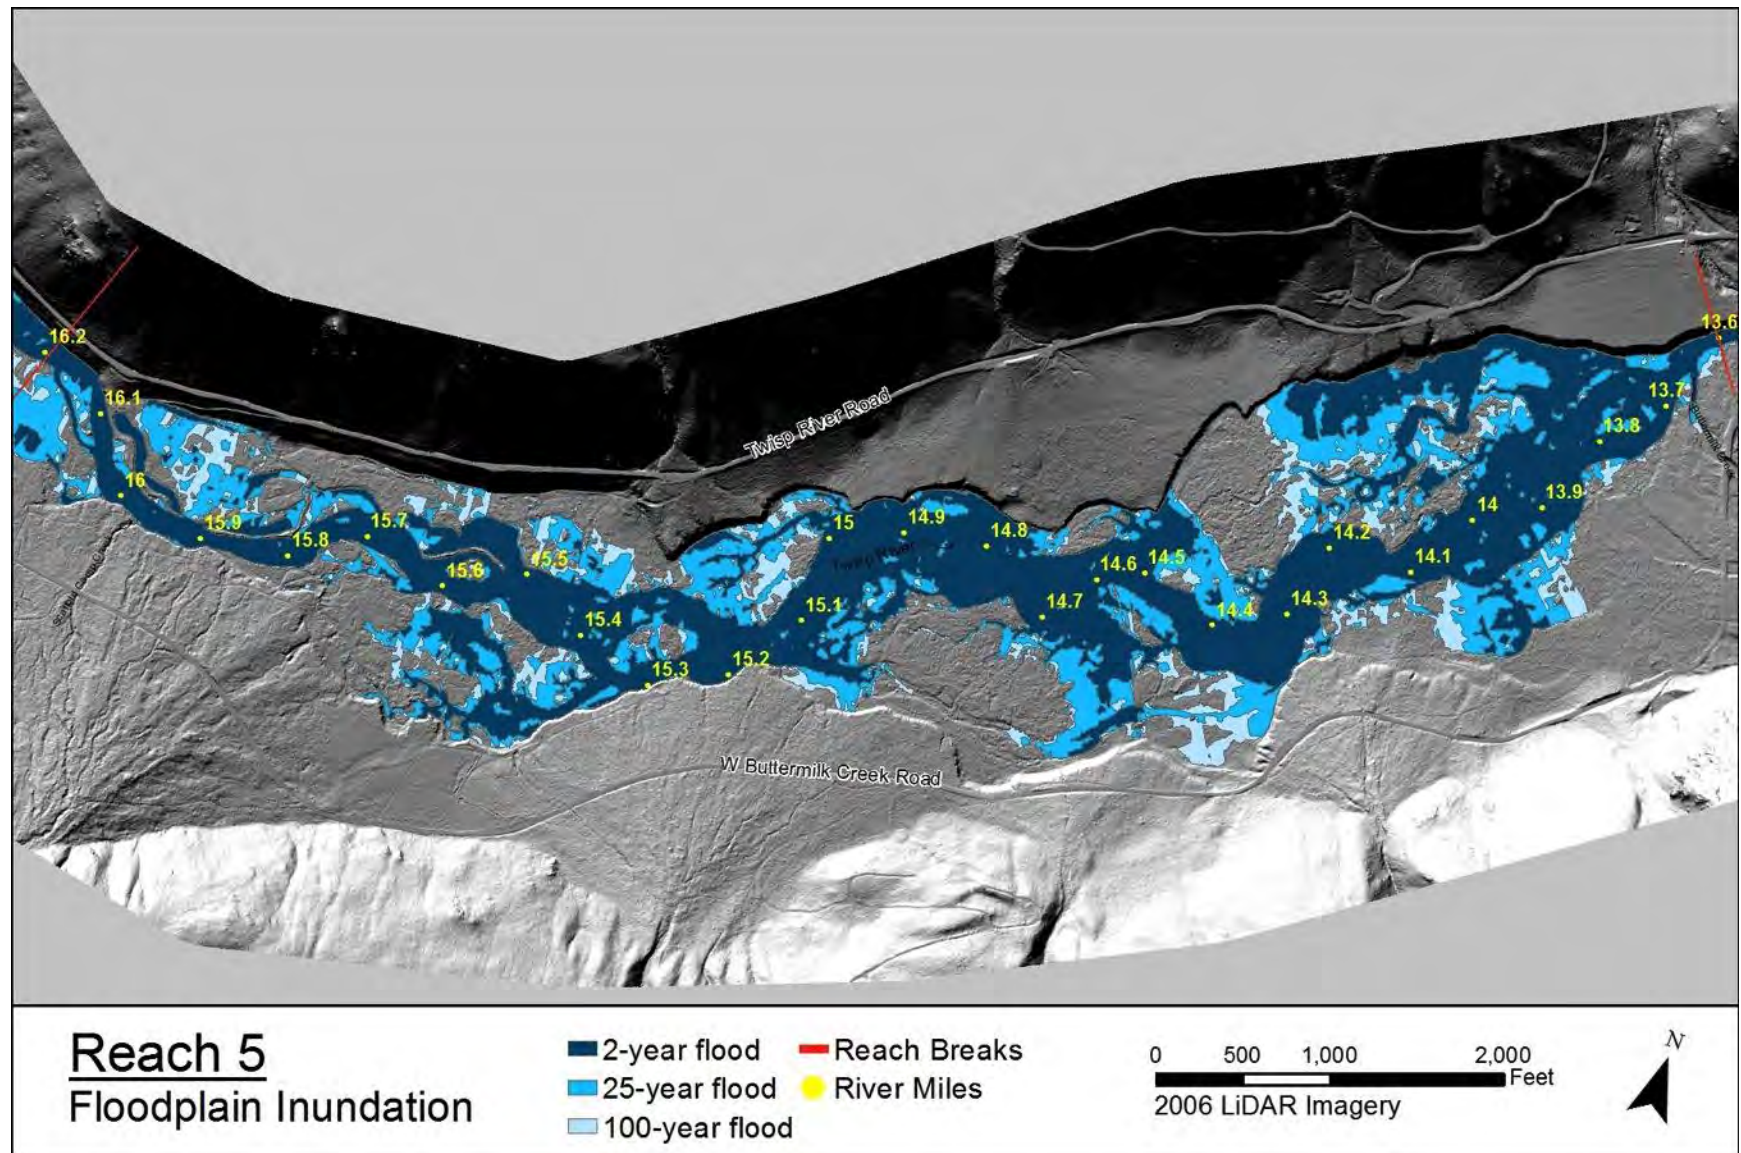 16.2
16.1
16
15.9
15.8
15.7
15.6
15.5
15.4
15.3
15.2
15.1
15
14.9
14.8
14.7
14.6
14.5
14.4
14.3
14.2
14.1
14
13.9
13.8
13.7
13.6
Twisp River Road
Twisp River
W Buttermilk Creek Road
Buttermilk Creek
Reach 5
Floodplain Inundation
2-year flood
25-year flood
100-year flood
Reach Breaks
River Miles
0 500 1,000 2,000
Feet
2006 LiDAR Imagery
N